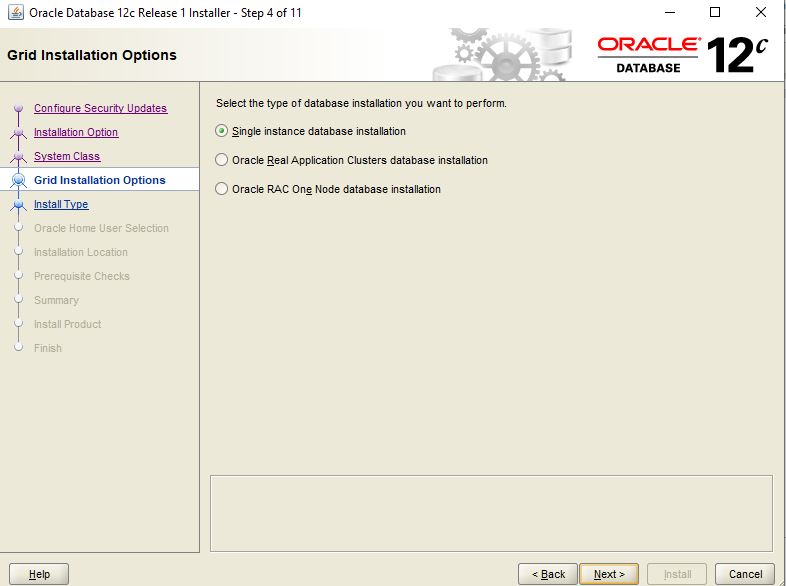 Oracle Database 12c Release 1 Installer - Step 4 of 11
Grid Installation Options
ORACLE®
DATABASE
12c
Configure Security Updates
Installation Option
System Class
Grid Installation Options
Install Type
Oracle Home User Selection
Installation Location
Prerequisite Checks
Summary
Install Product
Finish
Select the type of database installation you want to perform.
Single instance database installation
Oracle Real Application Clusters database installation
Oracle RAC One Node database installation
Help
< Back
Next >
Install
Cancel